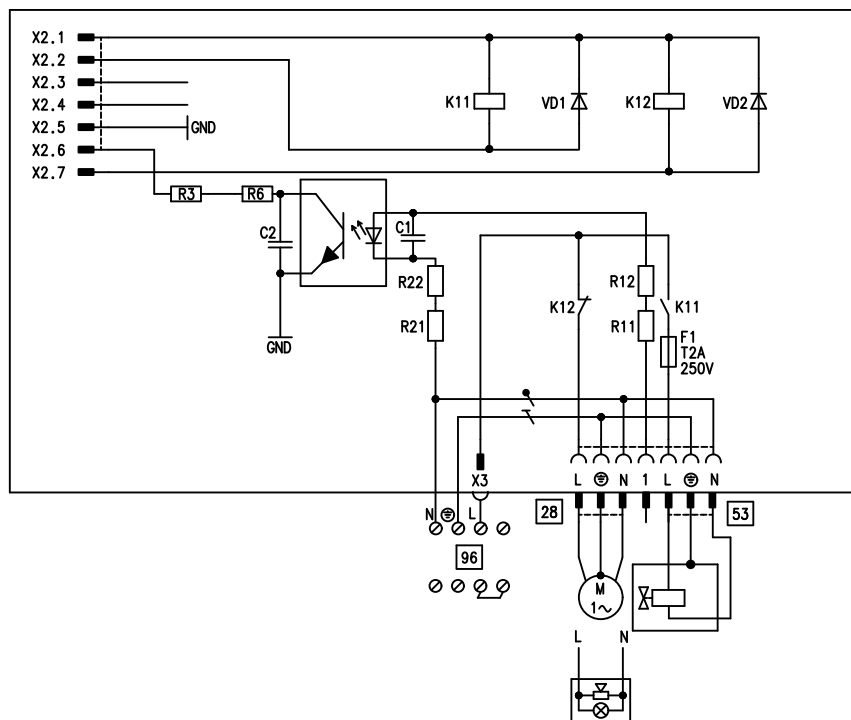 X2.1
X2.2
X2.3
X2.4
X2.5
X2.6
X2.7
GND
K11
VD1
K12
VD2
R3
R6
C2
C1
GND
R22
R21
K12
R12
R11
K11
F1
T2A
250V
X3
L
N
1
L
N
N
L
28
53
96
M
1~
L
N